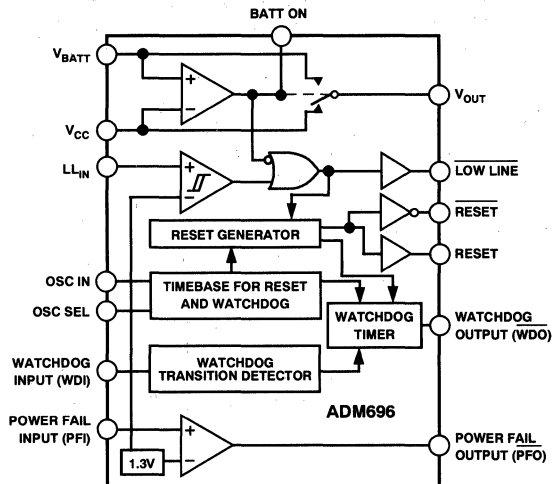 BATT ON
VBATT
VOUT
VCC
LLIN
LOW LINE
RESET
RESET GENERATOR
RESET
OSC IN
TIMEBASE FOR RESET
AND WATCHDOG
OSC SEL
WATCHDOG
TIMER
WATCHDOG
OUTPUT (WDO)
WATCHDOG
INPUT (WDI)
WATCHDOG
TRANSITION DETECTOR
ADM696
POWER FAIL
INPUT (PFI)
1.3V
POWER FAIL
OUTPUT (PFO)
+
−
+
−
+
−